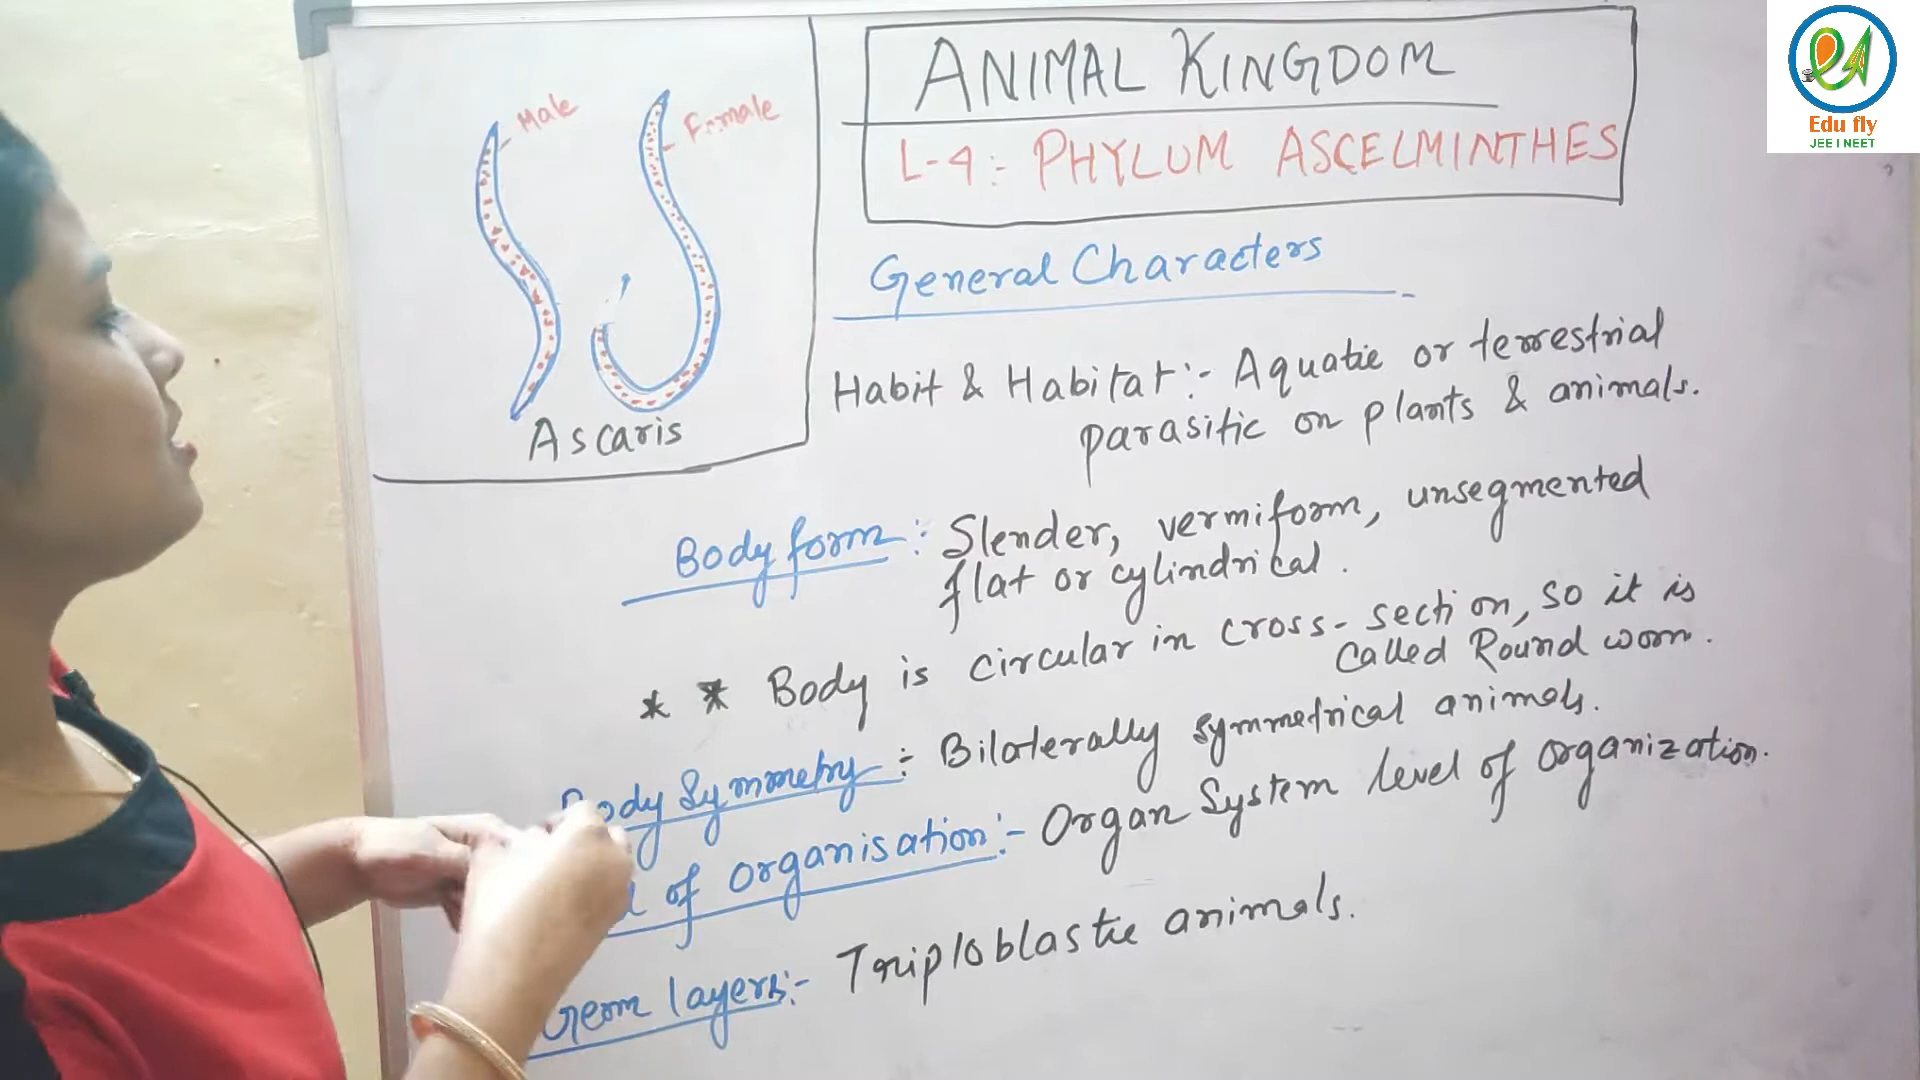 ANIMAL KINGDOM
L-4:- PHYLUM ASCELMINTHES
Edu fly
JEE I NEET
Male
Female
Ascaris
General Characters
Habit & Habitat:- Aquatic or terrestrial
parasitic on plants & animals.
Body form:- Slender, vermiform, unsegmented
flat or cylindrical.
** Body is circular in cross-section, so it is
called Round worm.
Body Symmetry:- Bilaterally symmetrical animals.
of organisation:- Organ System level of organization.
Germ layers:- Triploblastic animals.